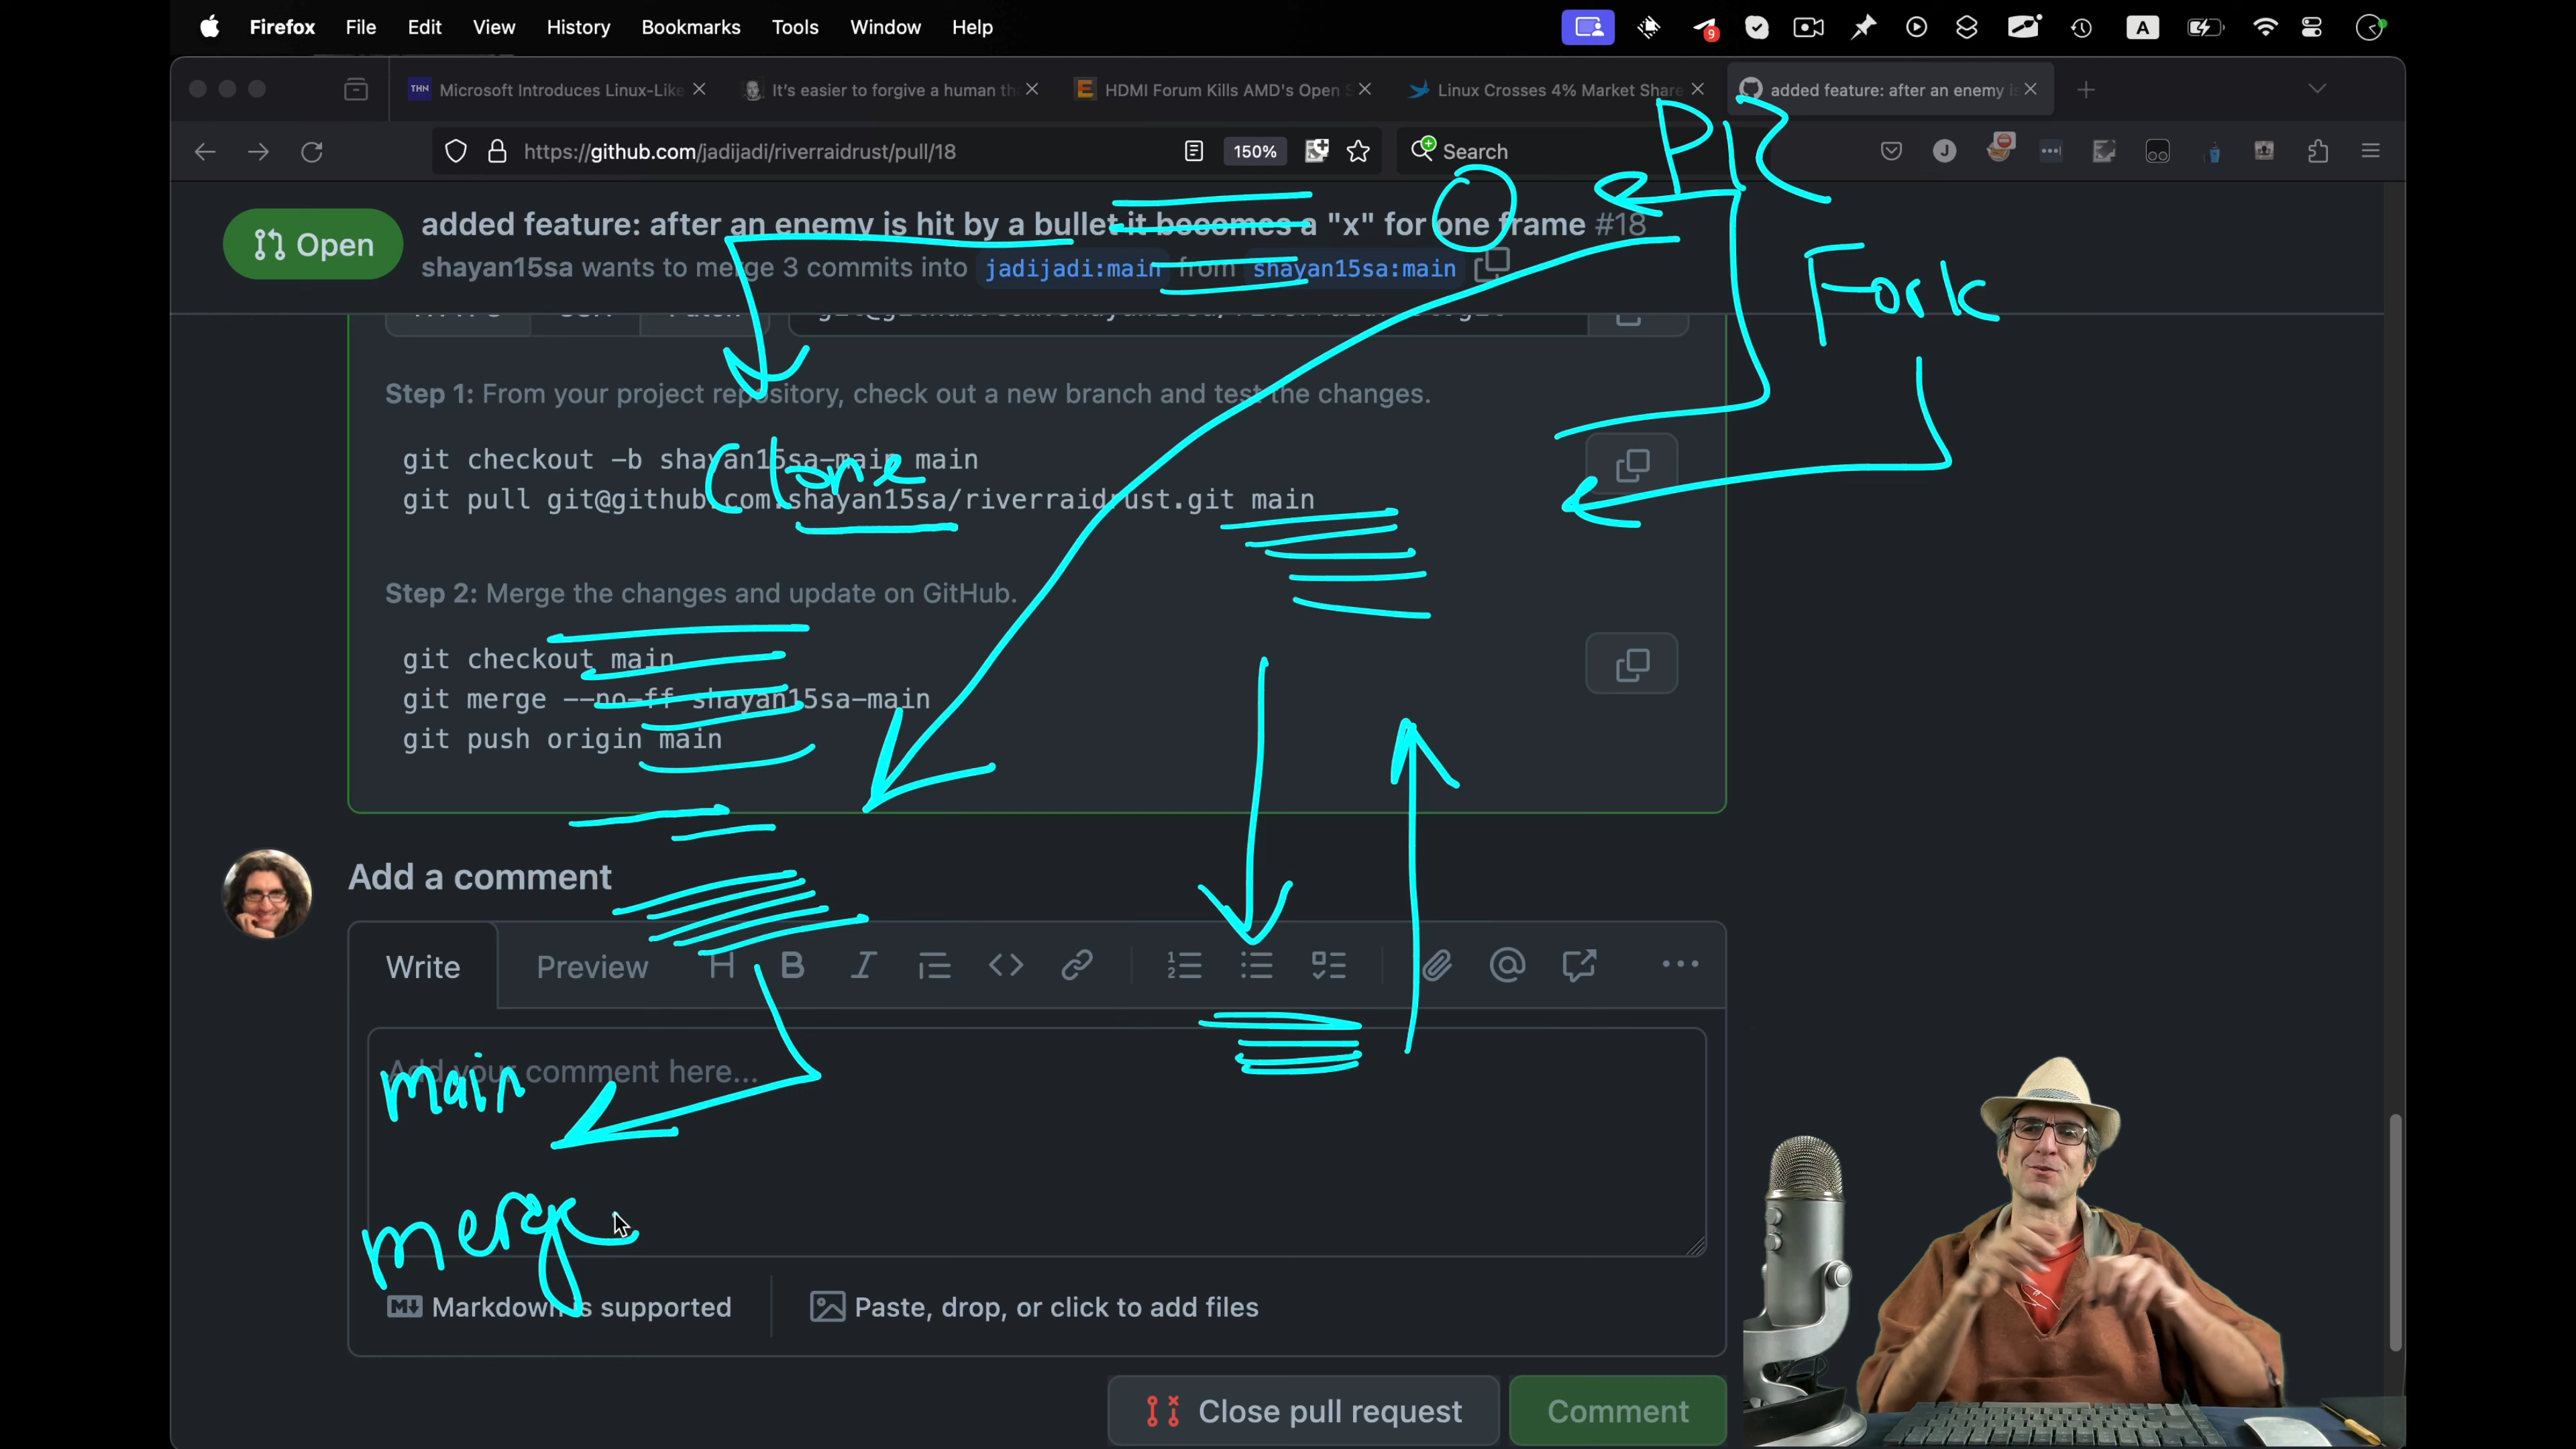 Firefox File Edit View History Bookmarks Tools Window Help
9
A
THN Microsoft Introduces Linux-Like
It's easier to forgive a human th
E HDMI Forum Kills AMD's Open S
Linux Crosses 4% Market Share
added feature: after an enemy is
https://github.com/jadijadi/riverraidrust/pull/18
150%
Search
J
PR
Open
added feature: after an enemy is hit by a bullet it becomes a "x" for one frame #18
shayan15sa wants to merge 3 commits into jadijadi:main from shayan15sa:main
Fork
Step 1: From your project repository, check out a new branch and test the changes.
git checkout -b shayan15sa-main main
Clone
git pull git@github.com:shayan15sa/riverraidrust.git main
Step 2: Merge the changes and update on GitHub.
git checkout main
git merge --no-ff shayan15sa-main
git push origin main
Add a comment
Write Preview H B I
Add your comment here...
main
merge
Markdown is supported
Paste, drop, or click to add files
Close pull request Comment